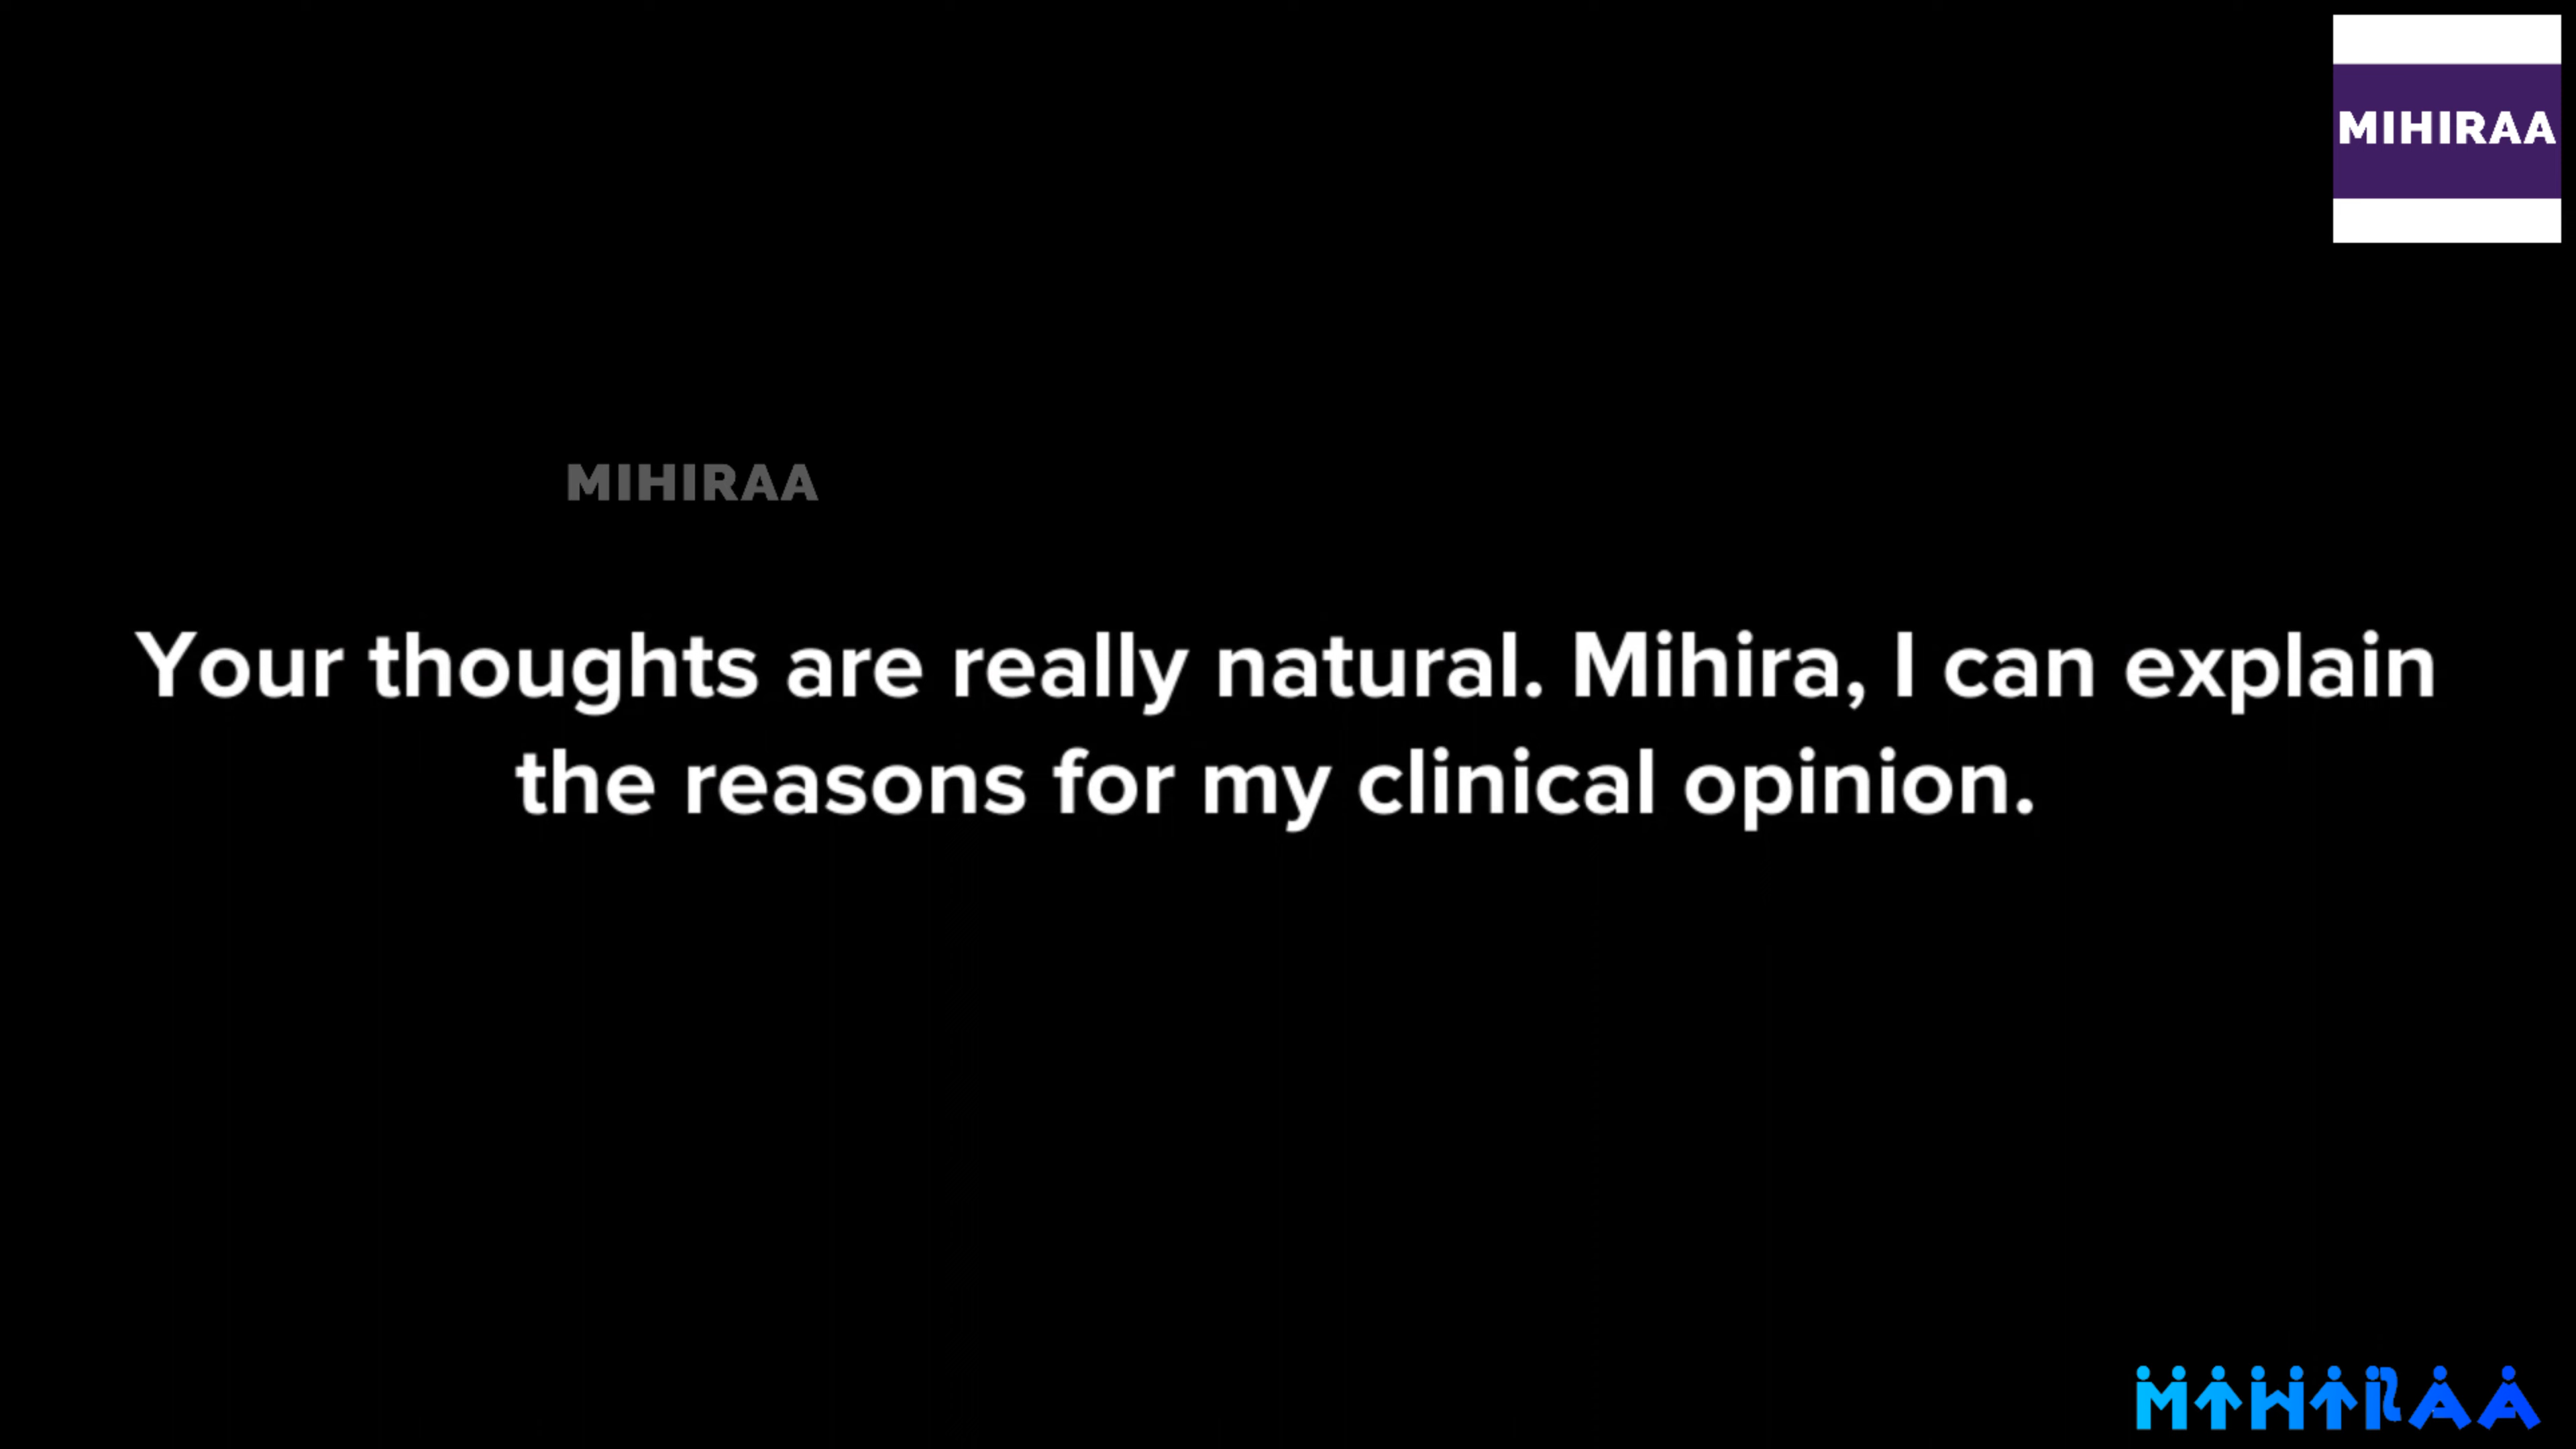 MIHIRAA
MIHIRAA
Your thoughts are really natural. Mihira, I can explain
the reasons for my clinical opinion.
MIHIRAA